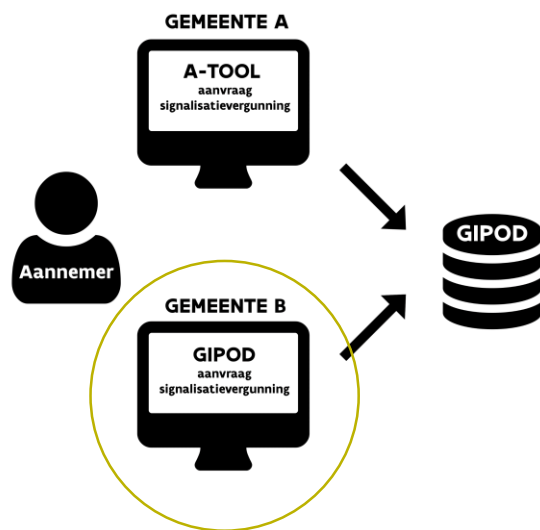 GEMEENTE A
A-TOOL
aanvraag
signalisatievergunning
Aannemer
GIPOD
GEMEENTE B
GIPOD
aanvraag
signalisatievergunning